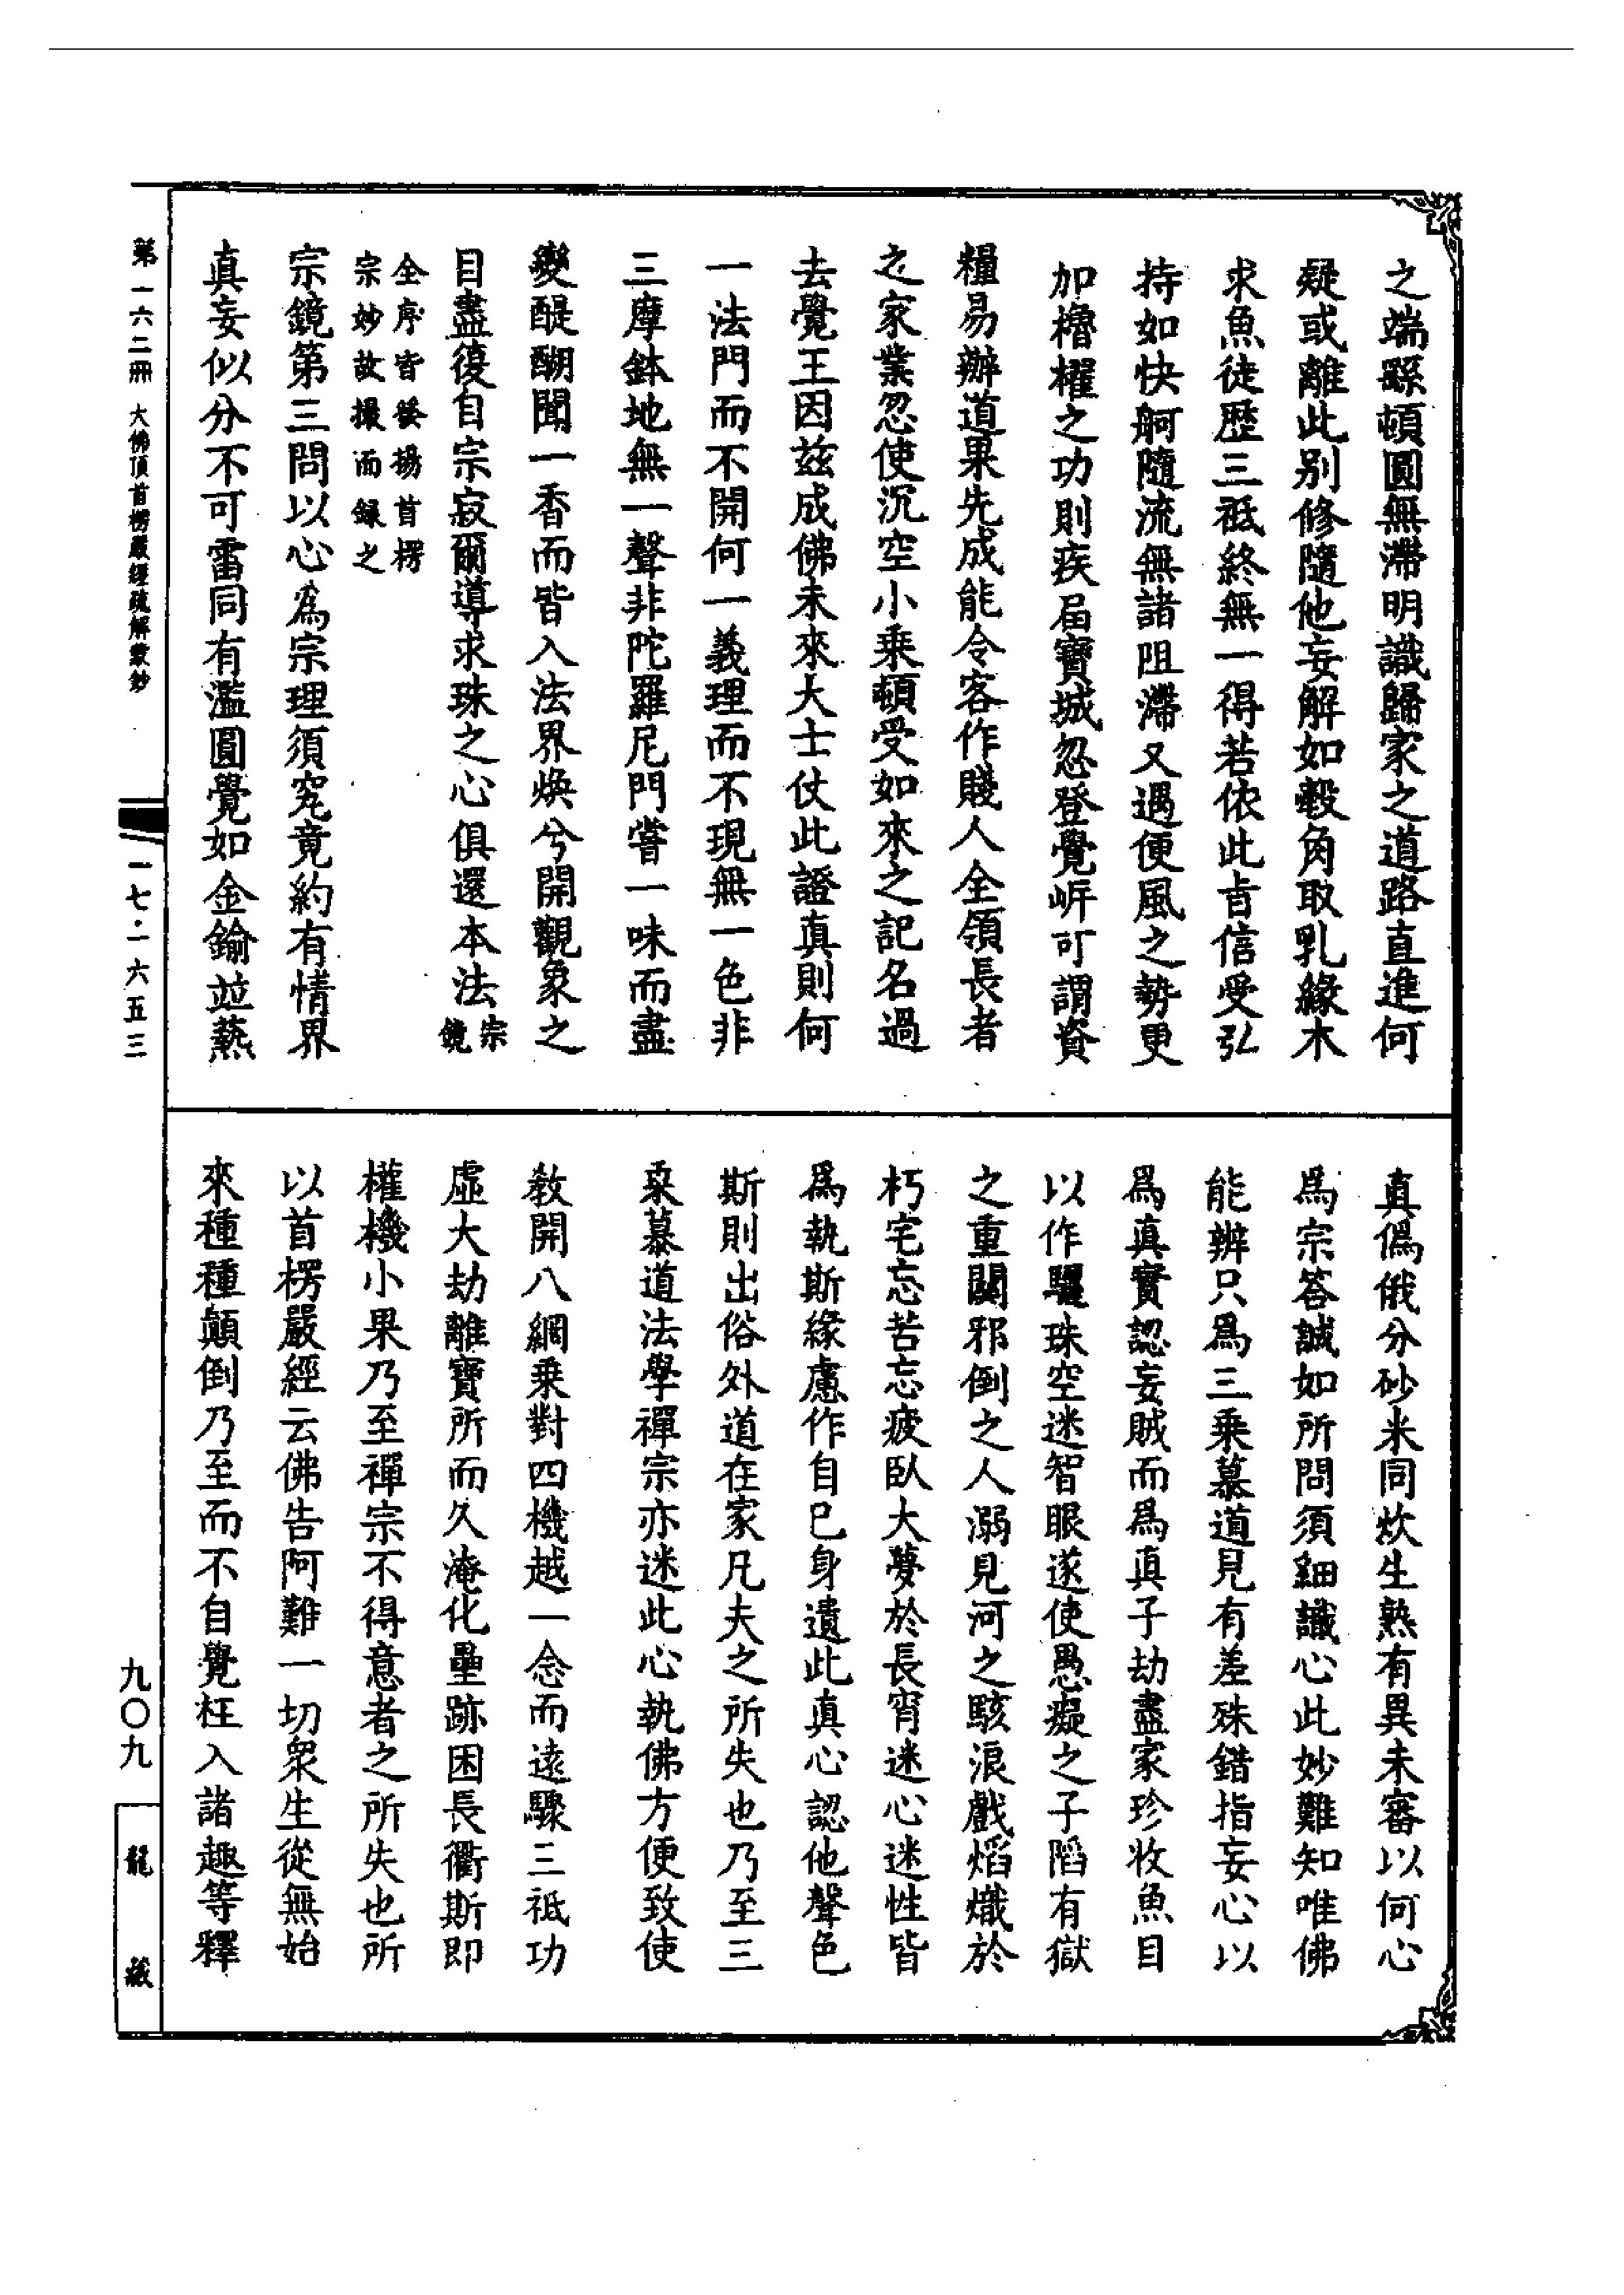 之端緜頓圓無滯明識歸家之道路直進何
疑或離此别修隨他妄解如𣫘角取乳緣木
求魚徒歷三祇終無一得若依此旨信受弘
持如快舸隨流無諸阻滯又遇便風之勢更
加櫓櫂之功則疾屆寶城忽登覺岍可謂資
糧易辦道果先成能令客作賤人全領長者
之家業忽使沉空小乗頓受如來之記名過
去覺王因兹成佛未來大士仗此證真則何
一法門而不開何一義理而不現無一色非
三摩鉢地無一聲非陀羅尼門嘗一味而盡
變醍醐聞一香而皆入法界煥兮開觀象之
目盡復自宗寂爾導求珠之心俱還本法宗
鏡
全序皆發揚首楞
宗妙故撮而録之
宗鏡第三問以心為宗理須究竟約有情界
真妄似分不可雷同有濫圓覺如金鍮並爇
真僞俄分砂米同炊生熟有異未審以何心
爲宗答誠如所問須細識心此妙難知唯佛
能辨只爲三乗慕道見有差殊錯指妄心以
爲真實認妄賊而爲真子劫盡家珍收魚目
以作驪珠空迷智眼遂使愚癡之子陷有獄
之重關邪倒之人溺見河之駭浪戲焰熾於
朽宅忘苦忘疲臥大夢於長宵迷心迷性皆
爲執斯緣慮作自己身遺此真心認他聲色
斯則出俗外道在家凡夫之所失也乃至三
乗慕道法學禪宗亦迷此心執佛方便致使
教開八綱乗對四機越一念而遠驟三祇功
虛大劫離寶所而久淹化壘跡困長衢斯即
權機小果乃至禪宗不得意者之所失也所
以首楞嚴經云佛告阿難一切衆生從無始
來種種顛倒乃至而不自覺枉入諸趣等釋
第一六二冊 大佛頂首楞嚴經疏解蒙鈔
一七·一六五三
九〇九
龍藏